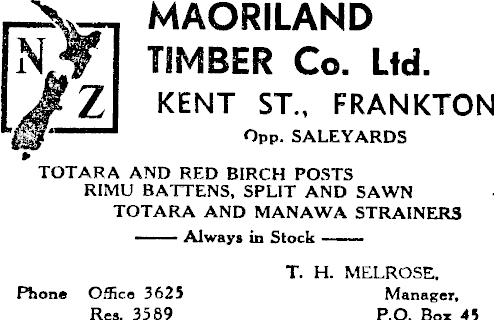 N Z
MAORILAND
TIMBER Co. Ltd.
KENT ST., FRANKTON
Opp. SALEYARDS
TOTARA AND RED BIRCH POSTS
RIMU BATTENS, SPLIT AND SAWN
TOTARA AND MANAWA STRAINERS
Always in Stock
T. H. MELROSE,
Phone Office 3625 Manager,
Res. 3589 P.O. Box 45